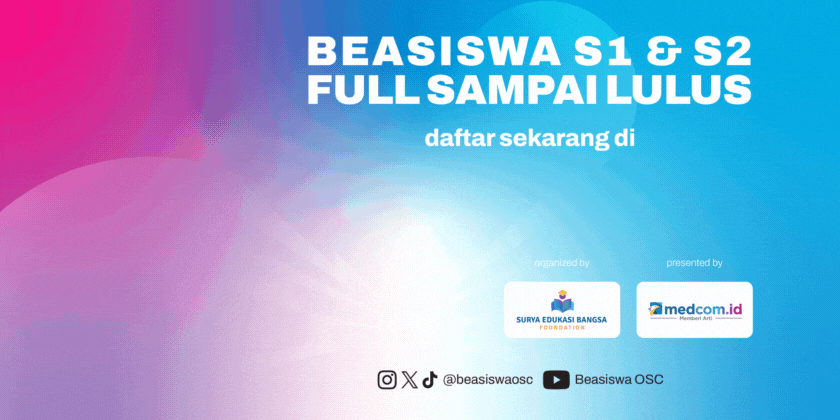 BEASISWA S1 & S2
FULL SAMPAI LULUS
daftar sekarang di
organized by
presented by
SURYA EDUKASI BANGSA
FOUNDATION
medcom.id
Memberi Arti
@beasiswaosc
Beasiswa OSC